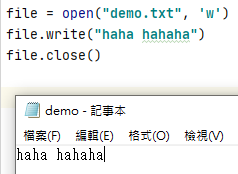 file = open("demo.txt", 'w')
file.write("haha hahaha")
file.close()
demo - 記事本
檔案(F) 編輯(E) 格式(O) 檢視(V)
haha hahaha